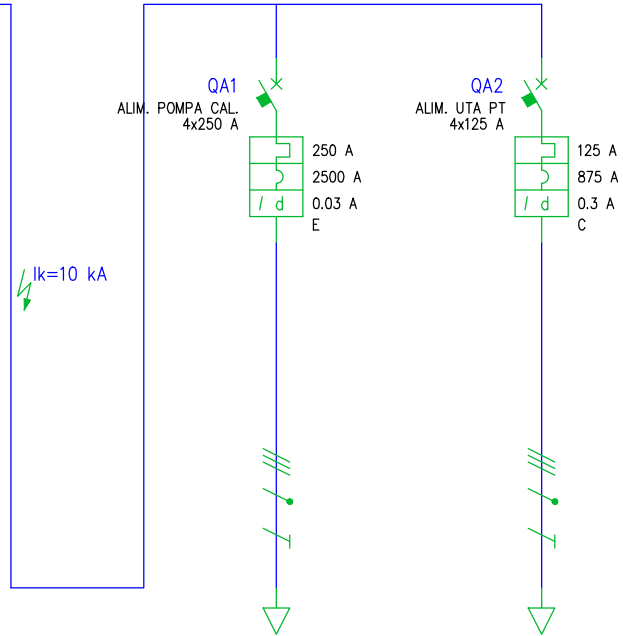 QA1
ALIM. POMPA CAL.
4x250 A
250 A
2500 A
I d
0.03 A
E
QA2
ALIM. UTA PT
4x125 A
125 A
875 A
I d
0.3 A
C
Ik=10 kA